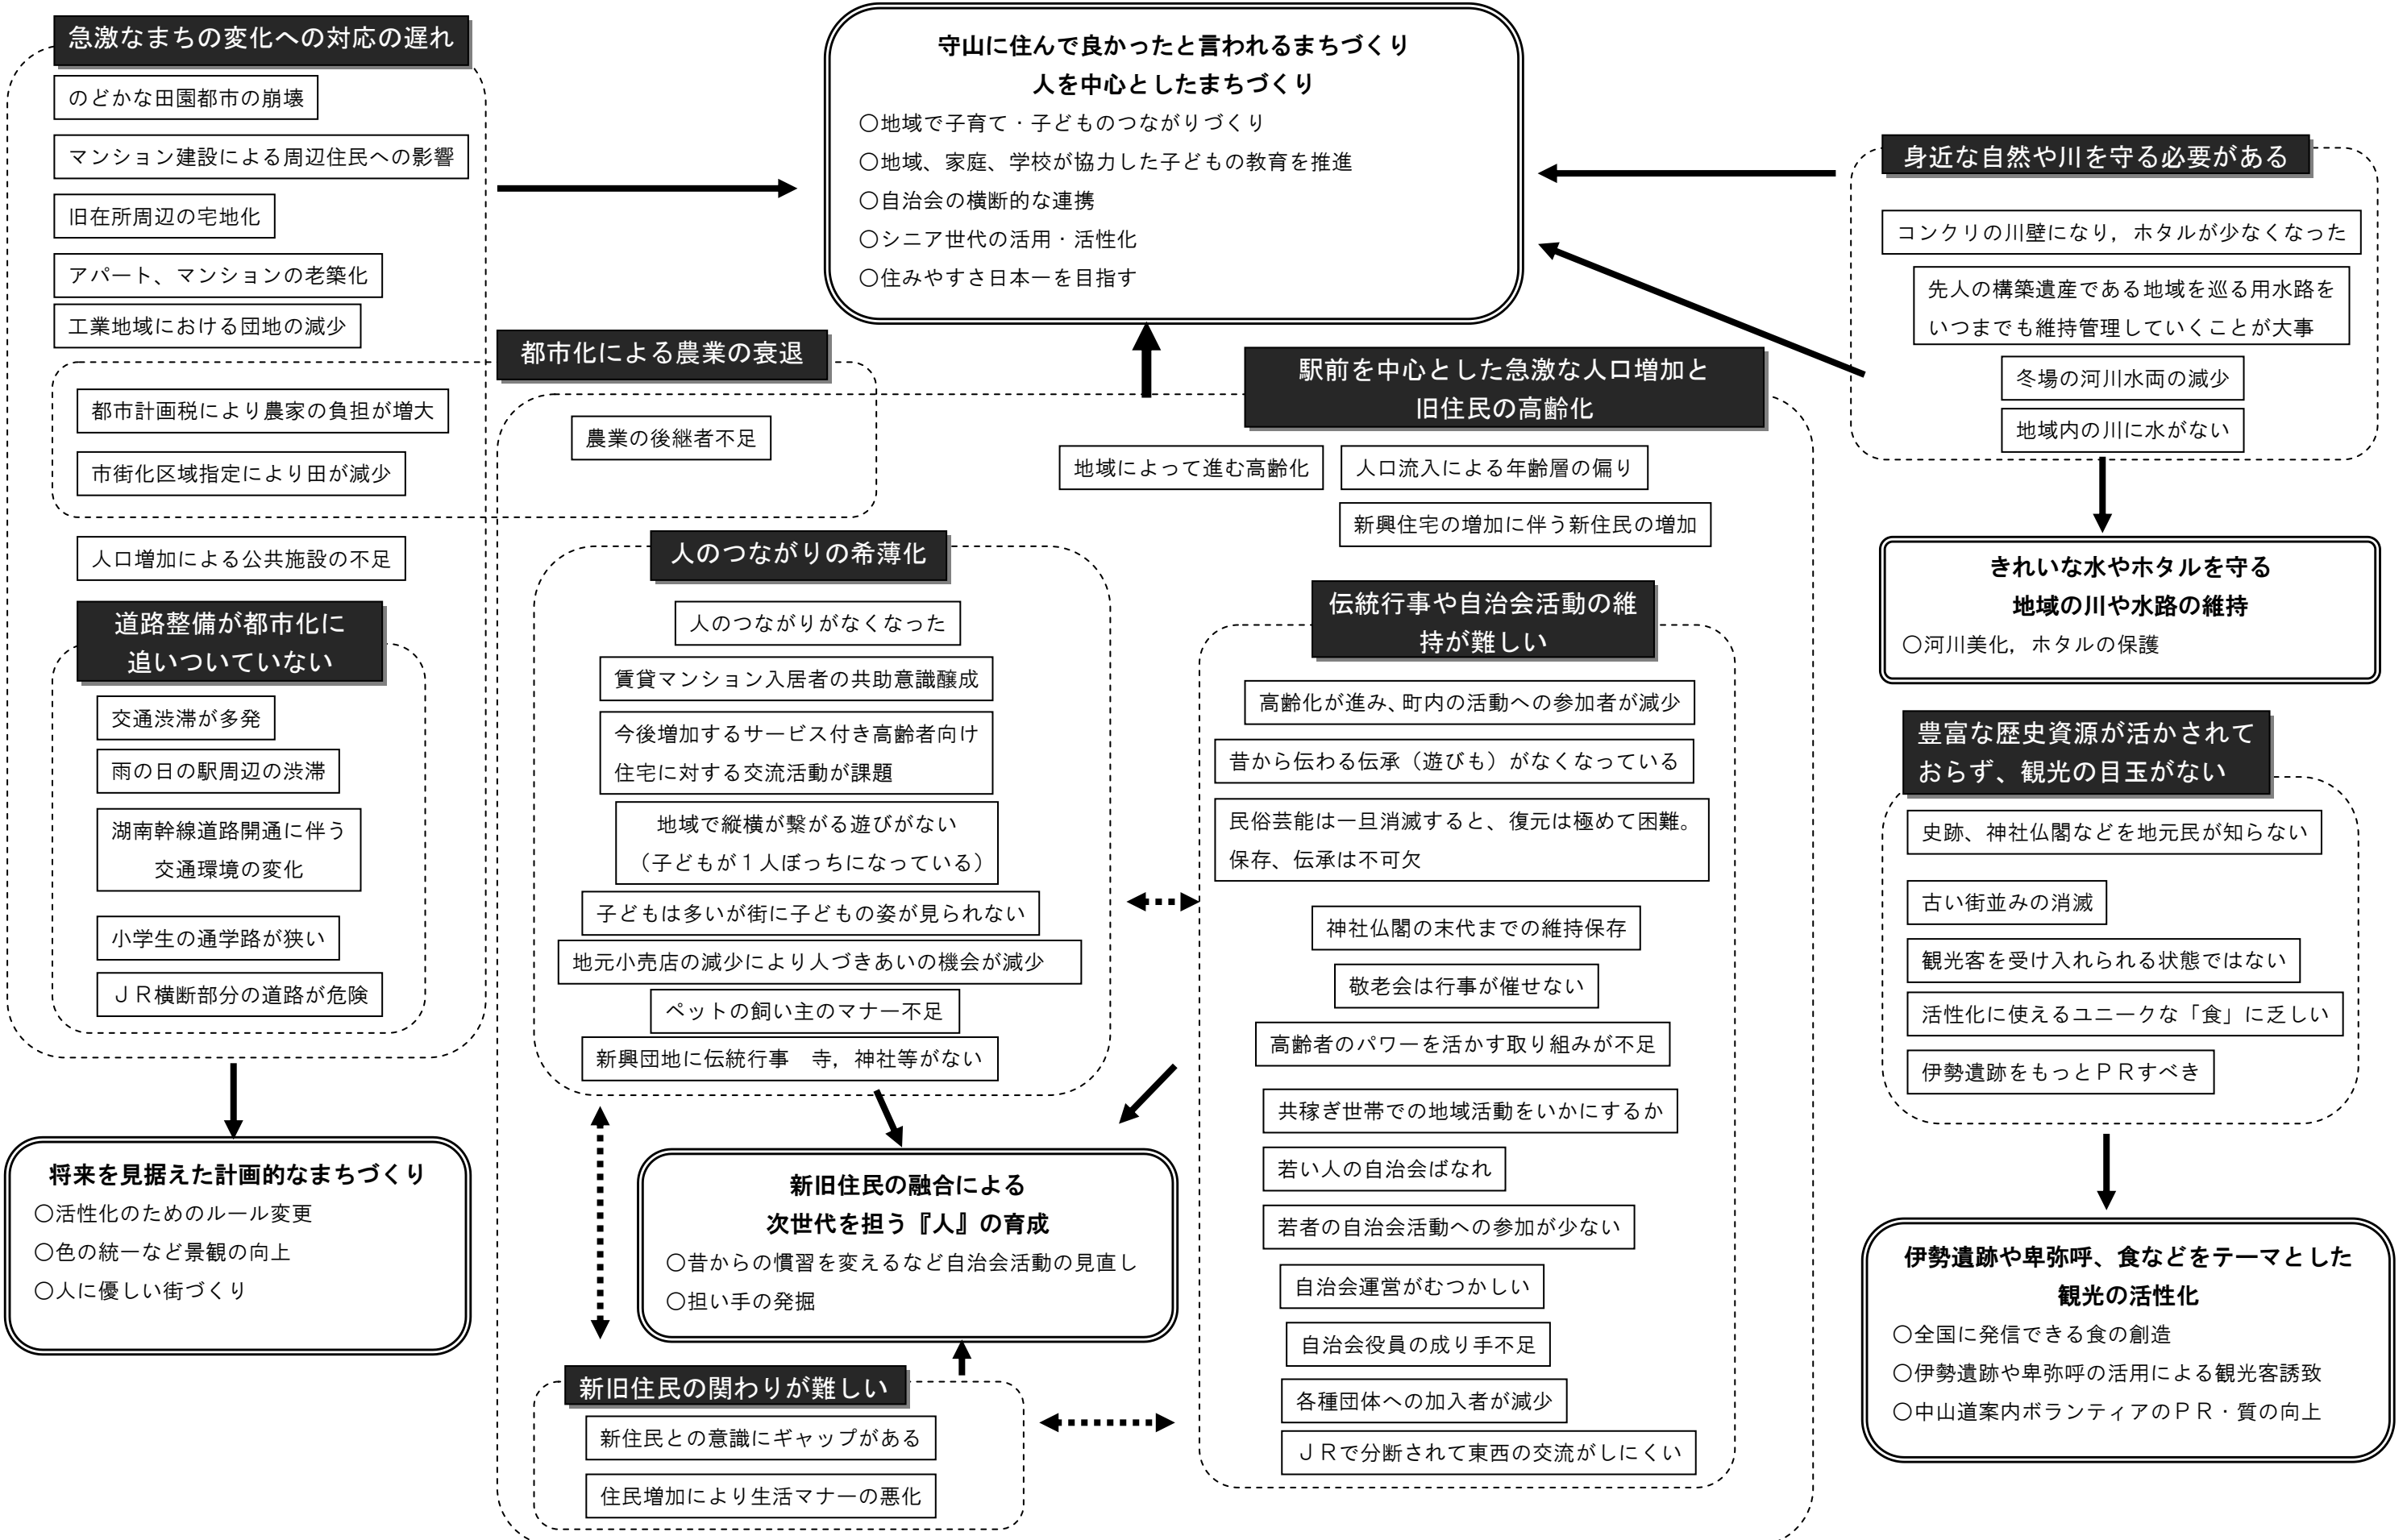 急激なまちの変化への対応の遅れ
のどかな田園都市の崩壊
マンション建設による周辺住民への影響
旧在所周辺の宅地化
アパート、マンションの老築化
工業地域における団地の減少
都市化による農業の衰退
都市計画税により農家の負担が増大
市街化区域指定により田が減少
農業の後継者不足
人口増加による公共施設の不足
道路整備が都市化に
追いついていない
交通渋滞が多発
雨の日の駅周辺の渋滞
湖南幹線道路開通に伴う
交通環境の変化
小学生の通学路が狭い
ＪＲ横断部分の道路が危険
将来を見据えた計画的なまちづくり
〇活性化のためのルール変更
〇色の統一など景観の向上
〇人に優しい街づくり
守山に住んで良かったと言われるまちづくり
人を中心としたまちづくり
〇地域で子育て・子どものつながりづくり
〇地域、家庭、学校が協力した子どもの教育を推進
〇自治会の横断的な連携
〇シニア世代の活用・活性化
〇住みやすさ日本一を目指す
駅前を中心とした急激な人口増加と
旧住民の高齢化
地域によって進む高齢化
人口流入による年齢層の偏り
新興住宅の増加に伴う新住民の増加
人のつながりの希薄化
人のつながりがなくなった
賃貸マンション入居者の共助意識醸成
今後増加するサービス付き高齢者向け
住宅に対する交流活動が課題
地域で縦横が繋がる遊びがない
（子どもが１人ぼっちになっている）
子どもは多いが街に子どもの姿が見られない
地元小売店の減少により人づきあいの機会が減少
ペットの飼い主のマナー不足
新興団地に伝統行事　寺，神社等がない
新旧住民の融合による
次世代を担う『人』の育成
〇昔からの慣習を変えるなど自治会活動の見直し
〇担い手の発掘
新旧住民の関わりが難しい
新住民との意識にギャップがある
住民増加により生活マナーの悪化
伝統行事や自治会活動の維
持が難しい
高齢化が進み、町内の活動への参加者が減少
昔から伝わる伝承（遊びも）がなくなっている
民俗芸能は一旦消滅すると、復元は極めて困難。
保存、伝承は不可欠
神社仏閣の末代までの維持保存
敬老会は行事が催せない
高齢者のパワーを活かす取り組みが不足
共稼ぎ世帯での地域活動をいかにするか
若い人の自治会ばなれ
若者の自治会活動への参加が少ない
自治会運営がむつかしい
自治会役員の成り手不足
各種団体への加入者が減少
ＪＲで分断されて東西の交流がしにくい
身近な自然や川を守る必要がある
コンクリの川壁になり，ホタルが少なくなった
先人の構築遺産である地域を巡る用水路を
いつまでも維持管理していくことが大事
冬場の河川水両の減少
地域内の川に水がない
きれいな水やホタルを守る
地域の川や水路の維持
〇河川美化，ホタルの保護
豊富な歴史資源が活かされて
おらず、観光の目玉がない
史跡、神社仏閣などを地元民が知らない
古い街並みの消滅
観光客を受け入れられる状態ではない
活性化に使えるユニークな「食」に乏しい
伊勢遺跡をもっとＰＲすべき
伊勢遺跡や卑弥呼、食などをテーマとした
観光の活性化
〇全国に発信できる食の創造
〇伊勢遺跡や卑弥呼の活用による観光客誘致
〇中山道案内ボランティアのＰＲ・質の向上